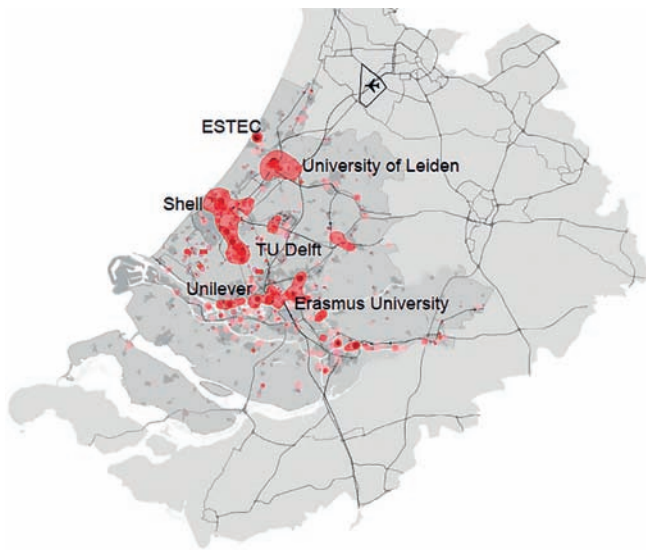 ESTEC
University of Leiden
Shell
TU Delft
Unilever
Erasmus University